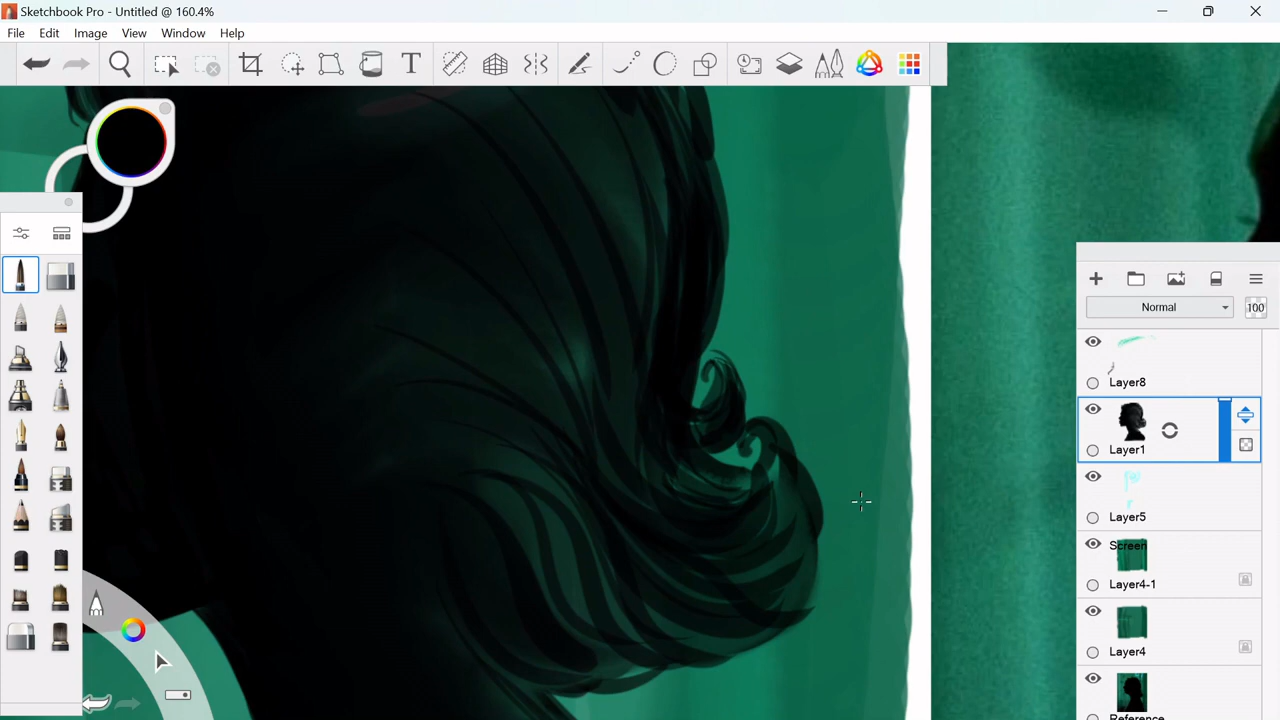 Sketchbook Pro - Untitled @ 160.4%
File Edit Image View Window Help
T
Normal 100
Layer8
Layer1
Layer5
Screen
Layer4-1
Layer4
Reference